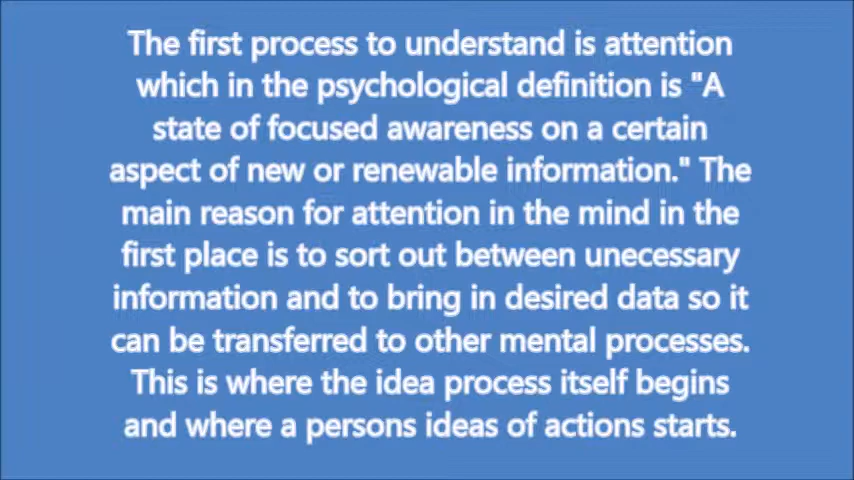 The first process to understand is attention
which in the psychological definition is "A
state of focused awareness on a certain
aspect of new or renewable information." The
main reason for attention in the mind in the
first place is to sort out between unecessary
information and to bring in desired data so it
can be transferred to other mental processes.
This is where the idea process itself begins
and where a persons ideas of actions starts.